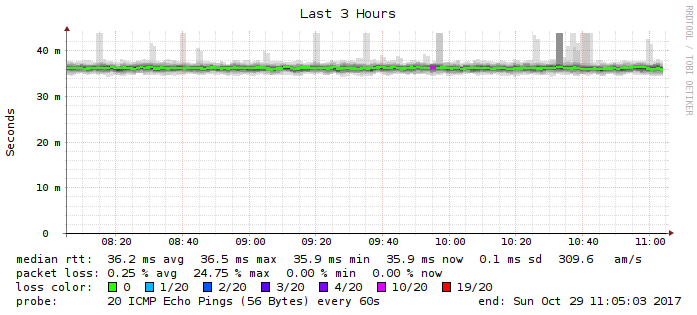 Last 3 Hours
RRDTOOL / TOBI OETIKER
Seconds
40 m
30 m
20 m
10 m
0
08:20 08:40 09:00 09:20 09:40 10:00 10:20 10:40 11:00
median rtt: 36.2 ms avg 36.5 ms max 35.9 ms min 35.9 ms now 0.1 ms sd 309.6 am/s
packet loss: 0.25 % avg 24.75 % max 0.00 % min 0.00 % now
loss color: 0 1/20 2/20 3/20 4/20 10/20 19/20
probe: 20 ICMP Echo Pings (56 Bytes) every 60s end: Sun Oct 29 11:05:03 2017